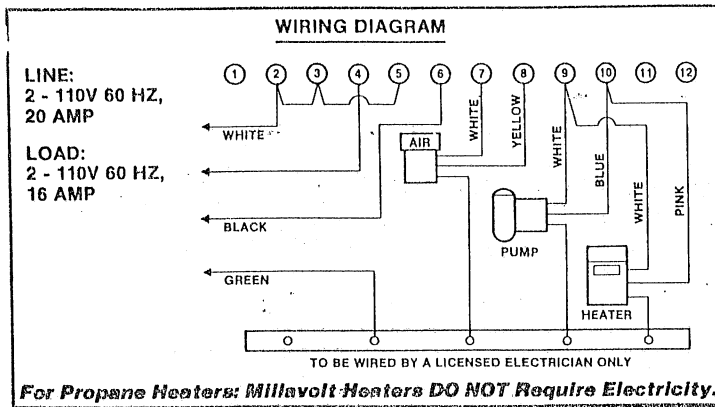 WIRING DIAGRAM
LINE:
2 - 110V 60 HZ,
20 AMP
LOAD:
2 - 110V 60 HZ,
16 AMP
1 2 3 4 5 6 7 8 9 10 11 12
WHITE
BLACK
GREEN
AIR
WHITE
YELLOW
WHITE
BLUE
WHITE
PINK
PUMP
HEATER
TO BE WIRED BY A LICENSED ELECTRICIAN ONLY
For Propane Heaters: Millavolt Heaters DO NOT Require Electricity.